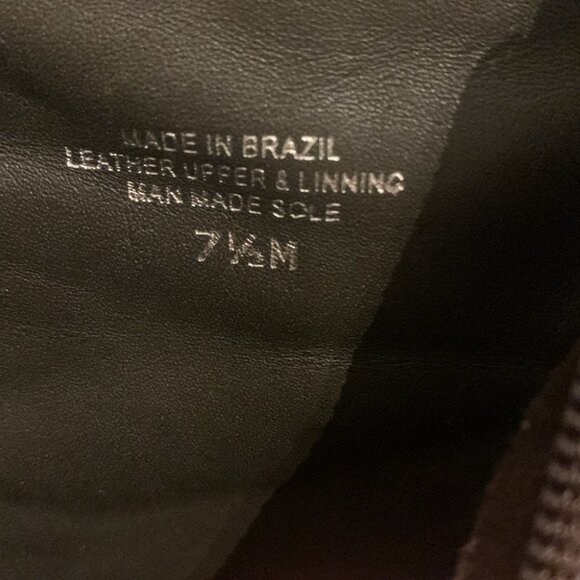 MADE IN BRAZIL
LEATHER UPPER & LINNING
MAN MADE SOLE
7½M